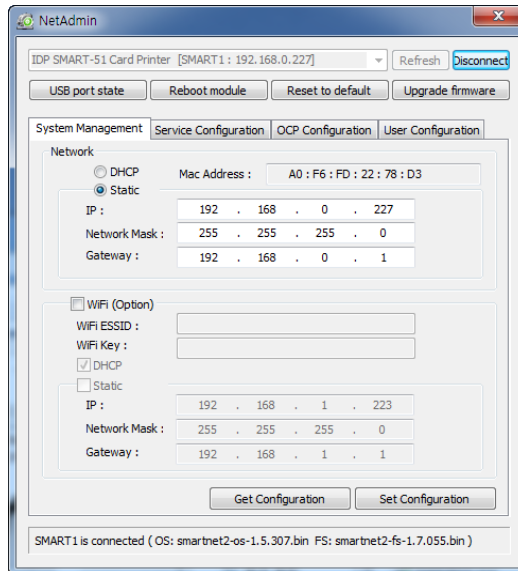 NetAdmin
IDP SMART-51 Card Printer [SMART1 : 192.168.0.227] Refresh Disconnect
USB port state Reboot module Reset to default Upgrade firmware
System Management Service Configuration OCP Configuration User Configuration
Network
DHCP Mac Address : A0 : F6 : FD : 22 : 78 : D3
Static
IP : 192 . 168 . 0 . 227
Network Mask : 255 . 255 . 255 . 0
Gateway : 192 . 168 . 0 . 1
WiFi (Option)
WiFi ESSID :
WiFi Key :
DHCP
Static
IP : 192 . 168 . 1 . 223
Network Mask : 255 . 255 . 255 . 0
Gateway : 192 . 168 . 1 . 1
Get Configuration Set Configuration
SMART1 is connected ( OS: smartnet2-os-1.5.307.bin FS: smartnet2-fs-1.7.055.bin )